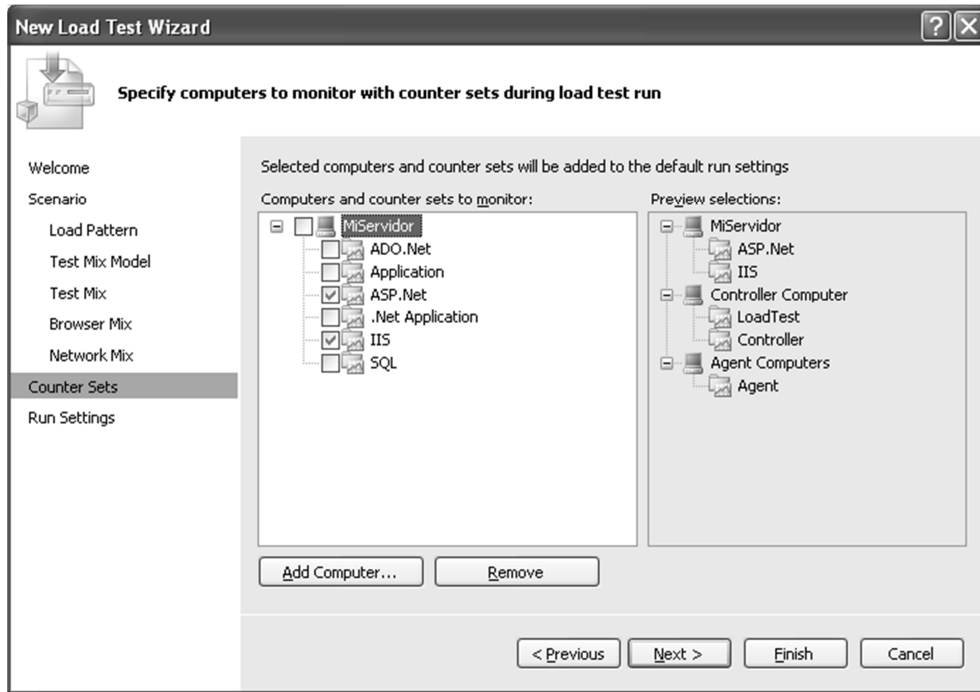 New Load Test Wizard
Specify computers to monitor with counter sets during load test run
Welcome
Scenario
Load Pattern
Test Mix Model
Test Mix
Browser Mix
Network Mix
Counter Sets
Run Settings
Selected computers and counter sets will be added to the default run settings
Computers and counter sets to monitor:
MiServidor
ADO.Net
Application
ASP.Net
.Net Application
IIS
SQL
Preview selections:
MiServidor
ASP.Net
IIS
Controller Computer
LoadTest
Controller
Agent Computers
Agent
Add Computer...
Remove
< Previous
Next >
Finish
Cancel